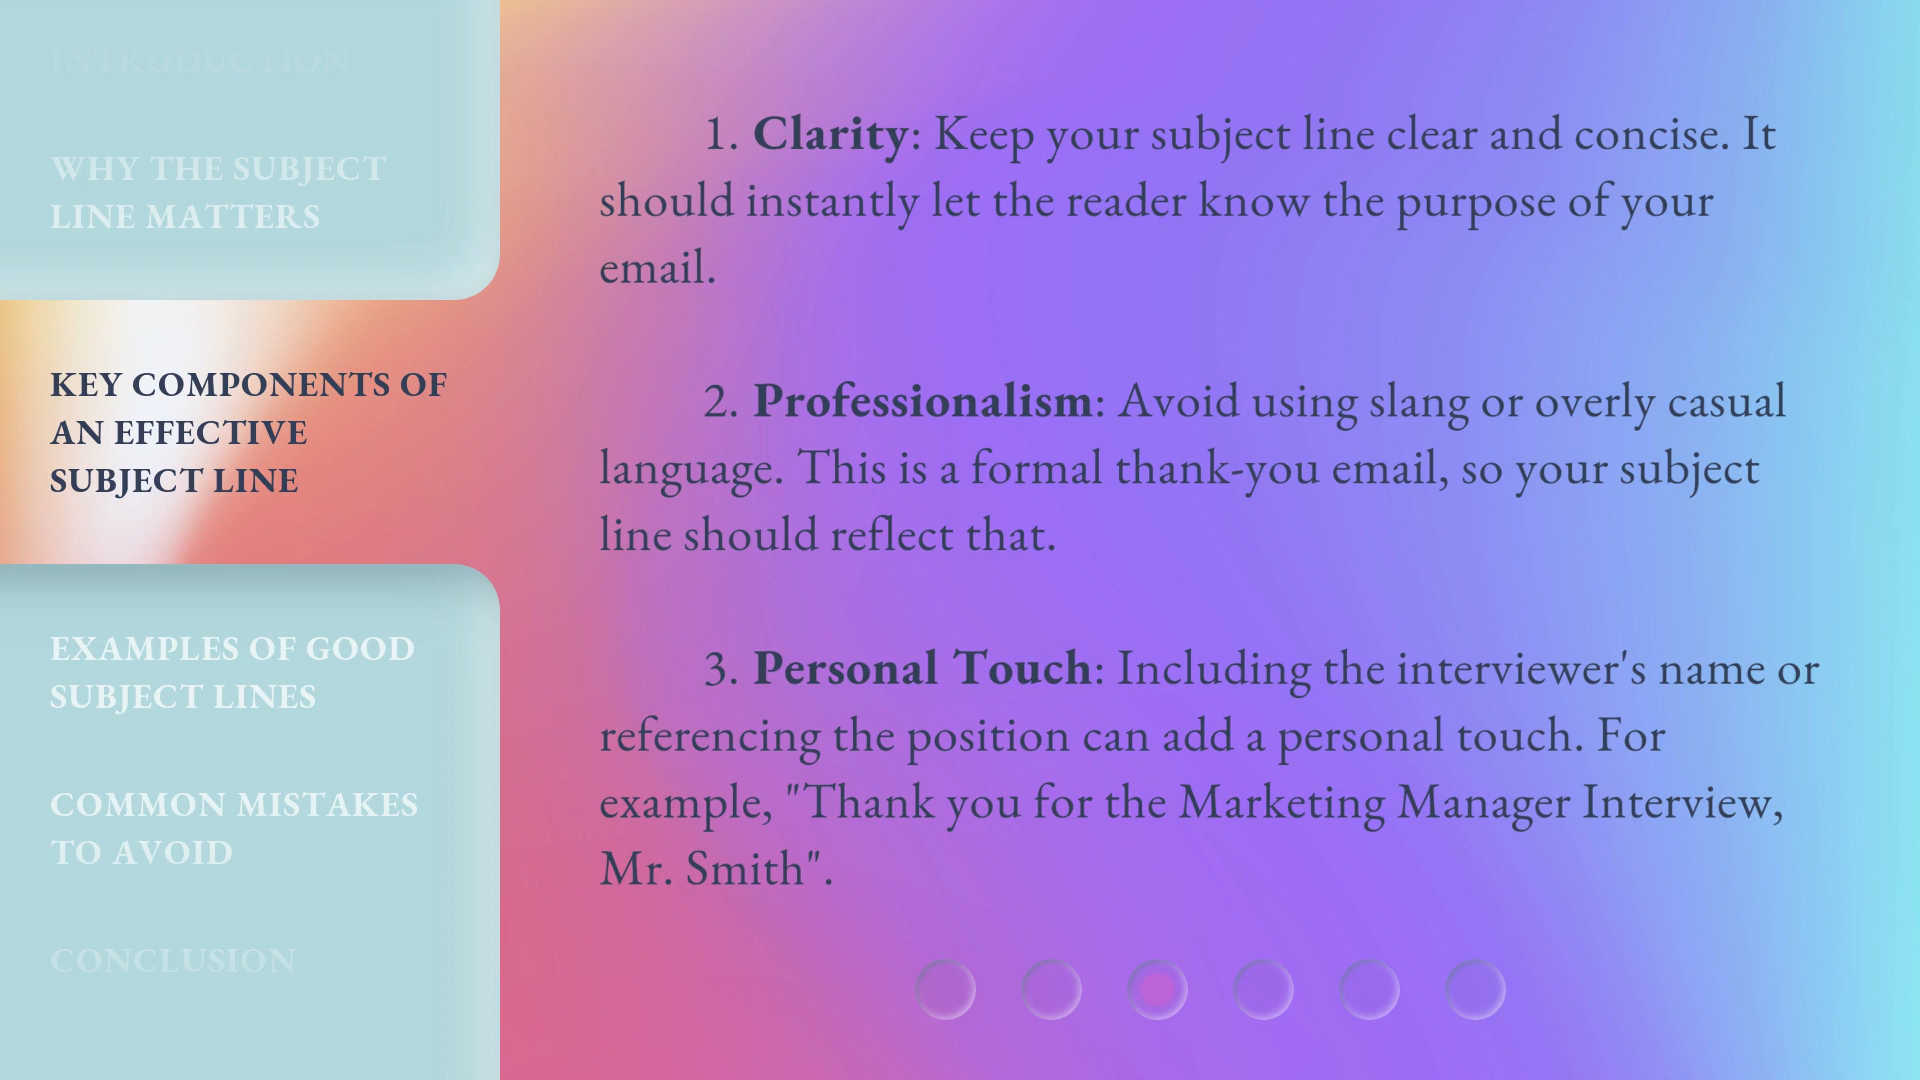 INTRODUCTION
WHY THE SUBJECT
LINE MATTERS
KEY COMPONENTS OF
AN EFFECTIVE
SUBJECT LINE
EXAMPLES OF GOOD
SUBJECT LINES
COMMON MISTAKES
TO AVOID
CONCLUSION
1. Clarity: Keep your subject line clear and concise. It
should instantly let the reader know the purpose of your
email.
2. Professionalism: Avoid using slang or overly casual
language. This is a formal thank-you email, so your subject
line should reflect that.
3. Personal Touch: Including the interviewer's name or
referencing the position can add a personal touch. For
example, "Thank you for the Marketing Manager Interview,
Mr. Smith".